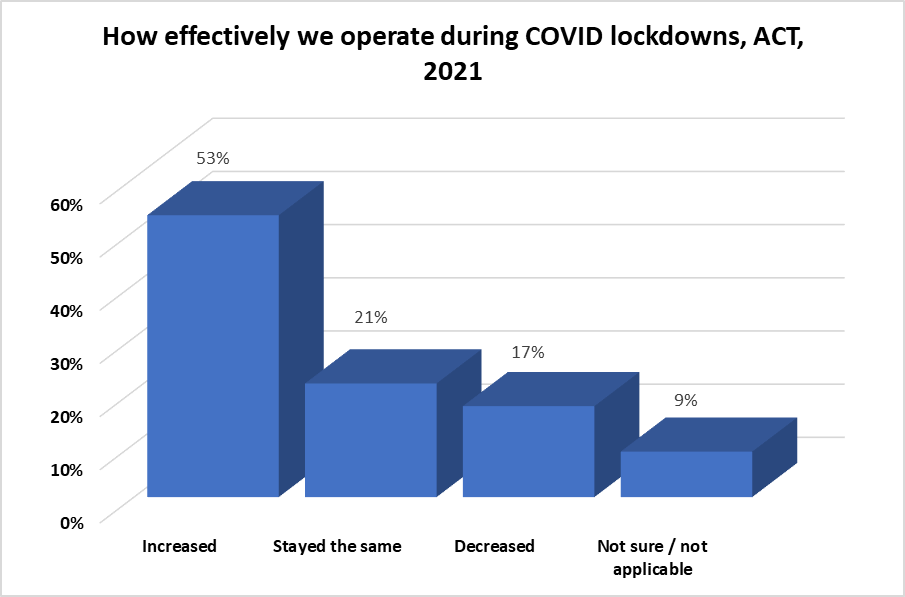 How effectively we operate during COVID lockdowns, ACT,
2021
53%
21%
17%
9%
60%
50%
40%
30%
20%
10%
0%
Increased
Stayed the same
Decreased
Not sure / not
applicable